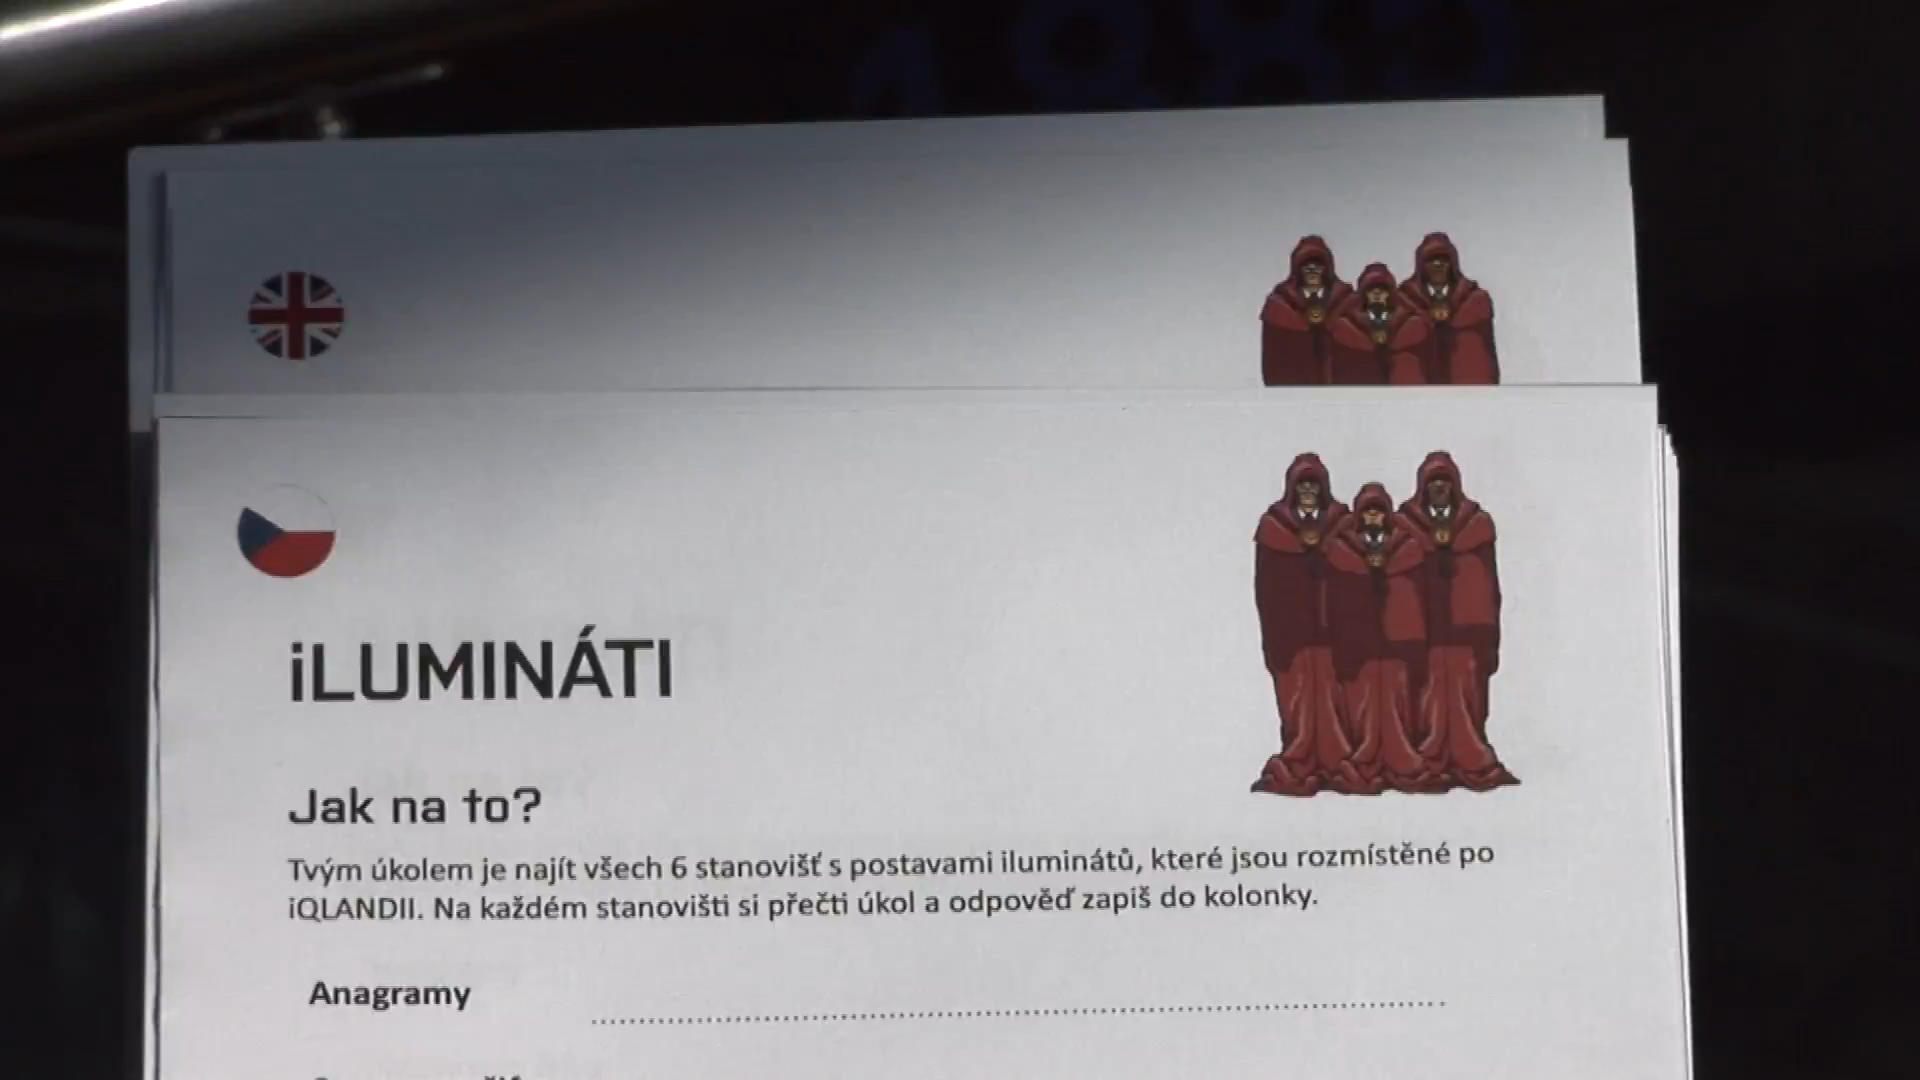 iLUMINÁTI
Jak na to?
Tvým úkolem je najít všech 6 stanovišť s postavami iluminátů, které jsou rozmístěné po
iQLANDII. Na každém stanovišti si přečti úkol a odpověď zapiš do kolonky.
Anagramy